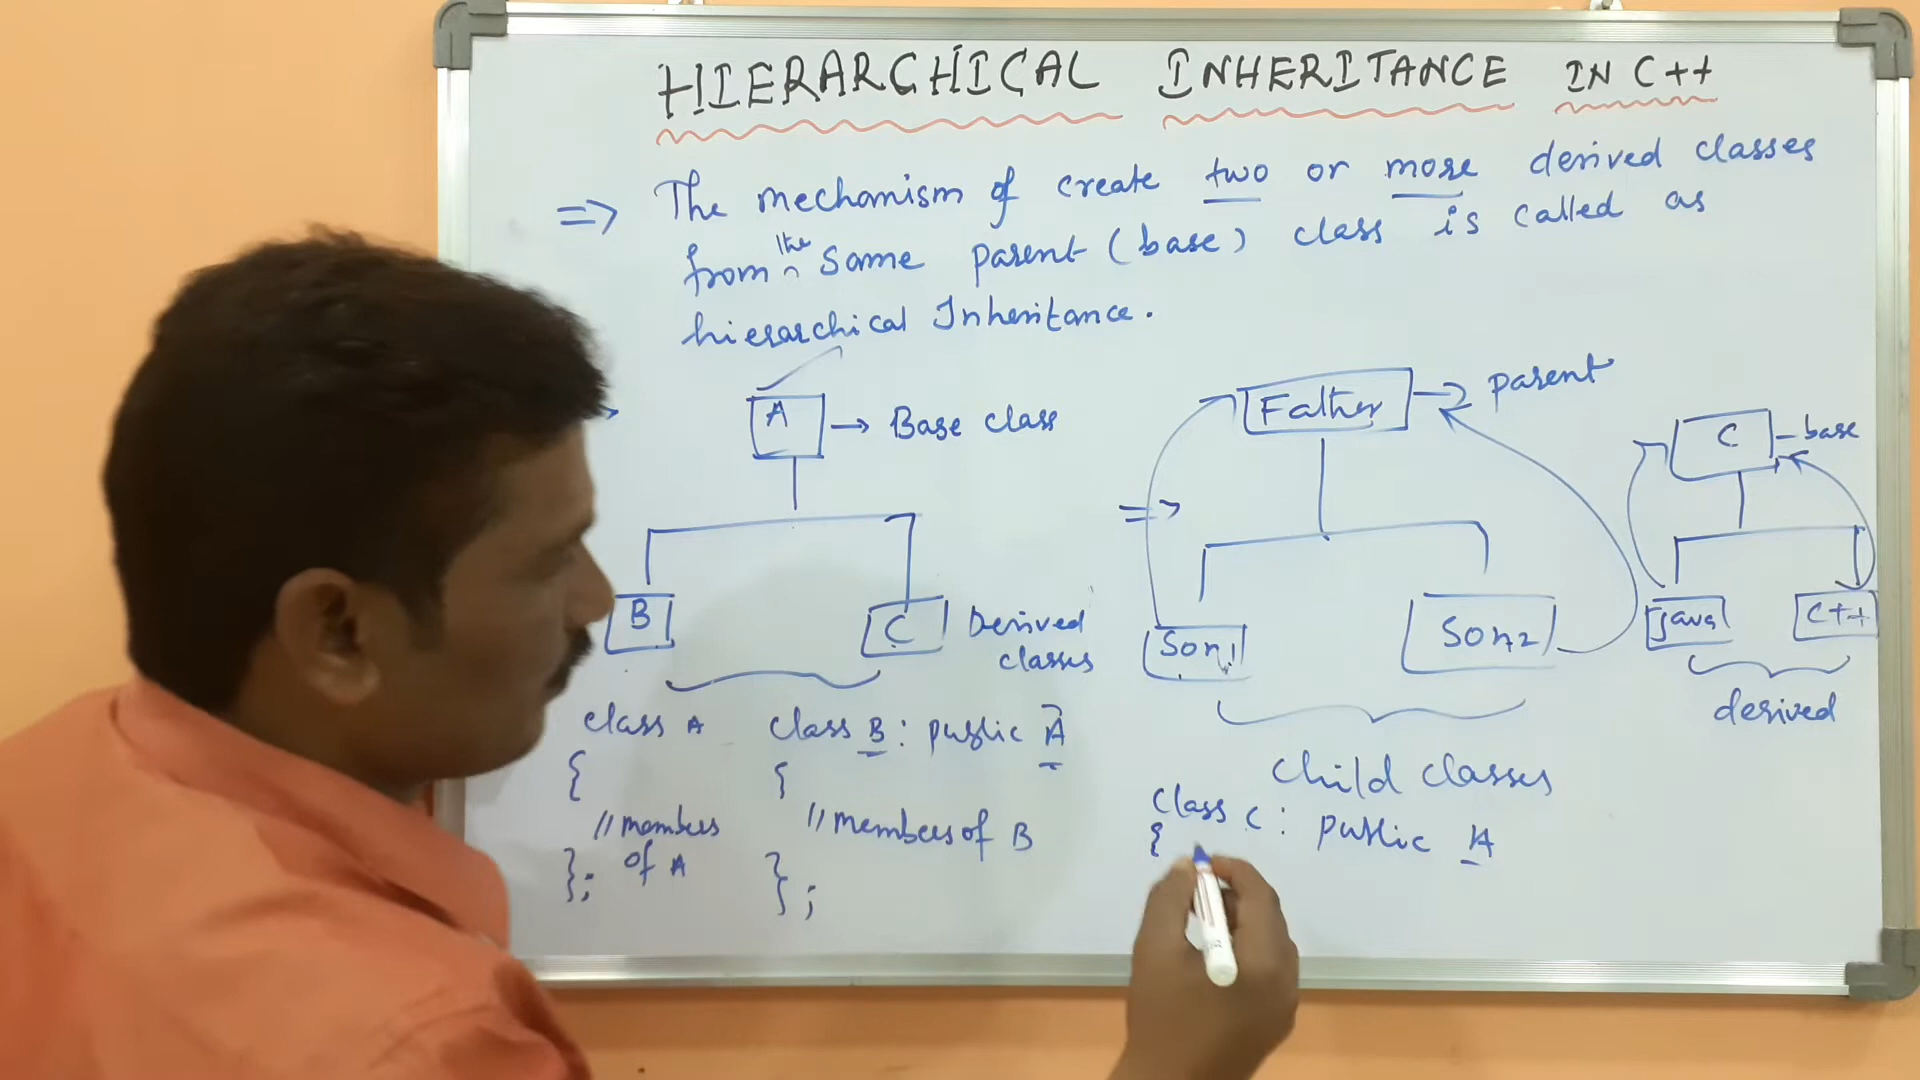 HIERARCHICAL INHERITANCE IN C++
=> The mechanism of create two or more derived classes
from the same parent (base) class is called as
hierarchical Inheritance.
A → Base class
B
C
Derived
classes
=>
Father → parent
Son1
Son2
child classes
C - base
Java
C++
derived
class A
{
//members
of A
};
class B : public A
{
//members of B
};
class C : public A
{